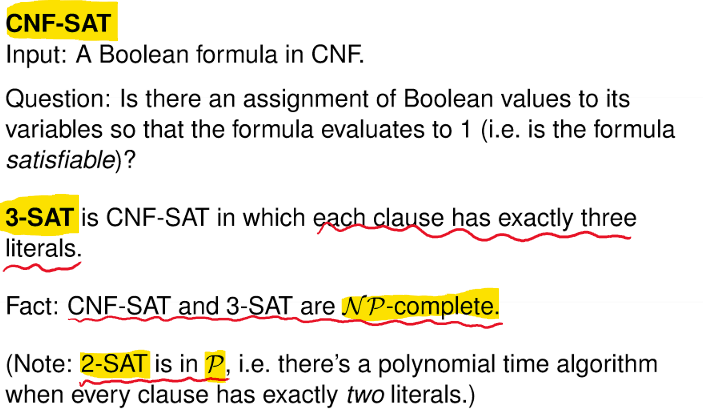 CNF-SAT
Input: A Boolean formula in CNF.
Question: Is there an assignment of Boolean values to its
variables so that the formula evaluates to 1 (i.e. is the formula
satisfiable)?
3-SAT is CNF-SAT in which each clause has exactly three
literals.
Fact: CNF-SAT and 3-SAT are 𝒩𝒫-complete.
(Note: 2-SAT is in 𝒫, i.e. there's a polynomial time algorithm
when every clause has exactly two literals.)